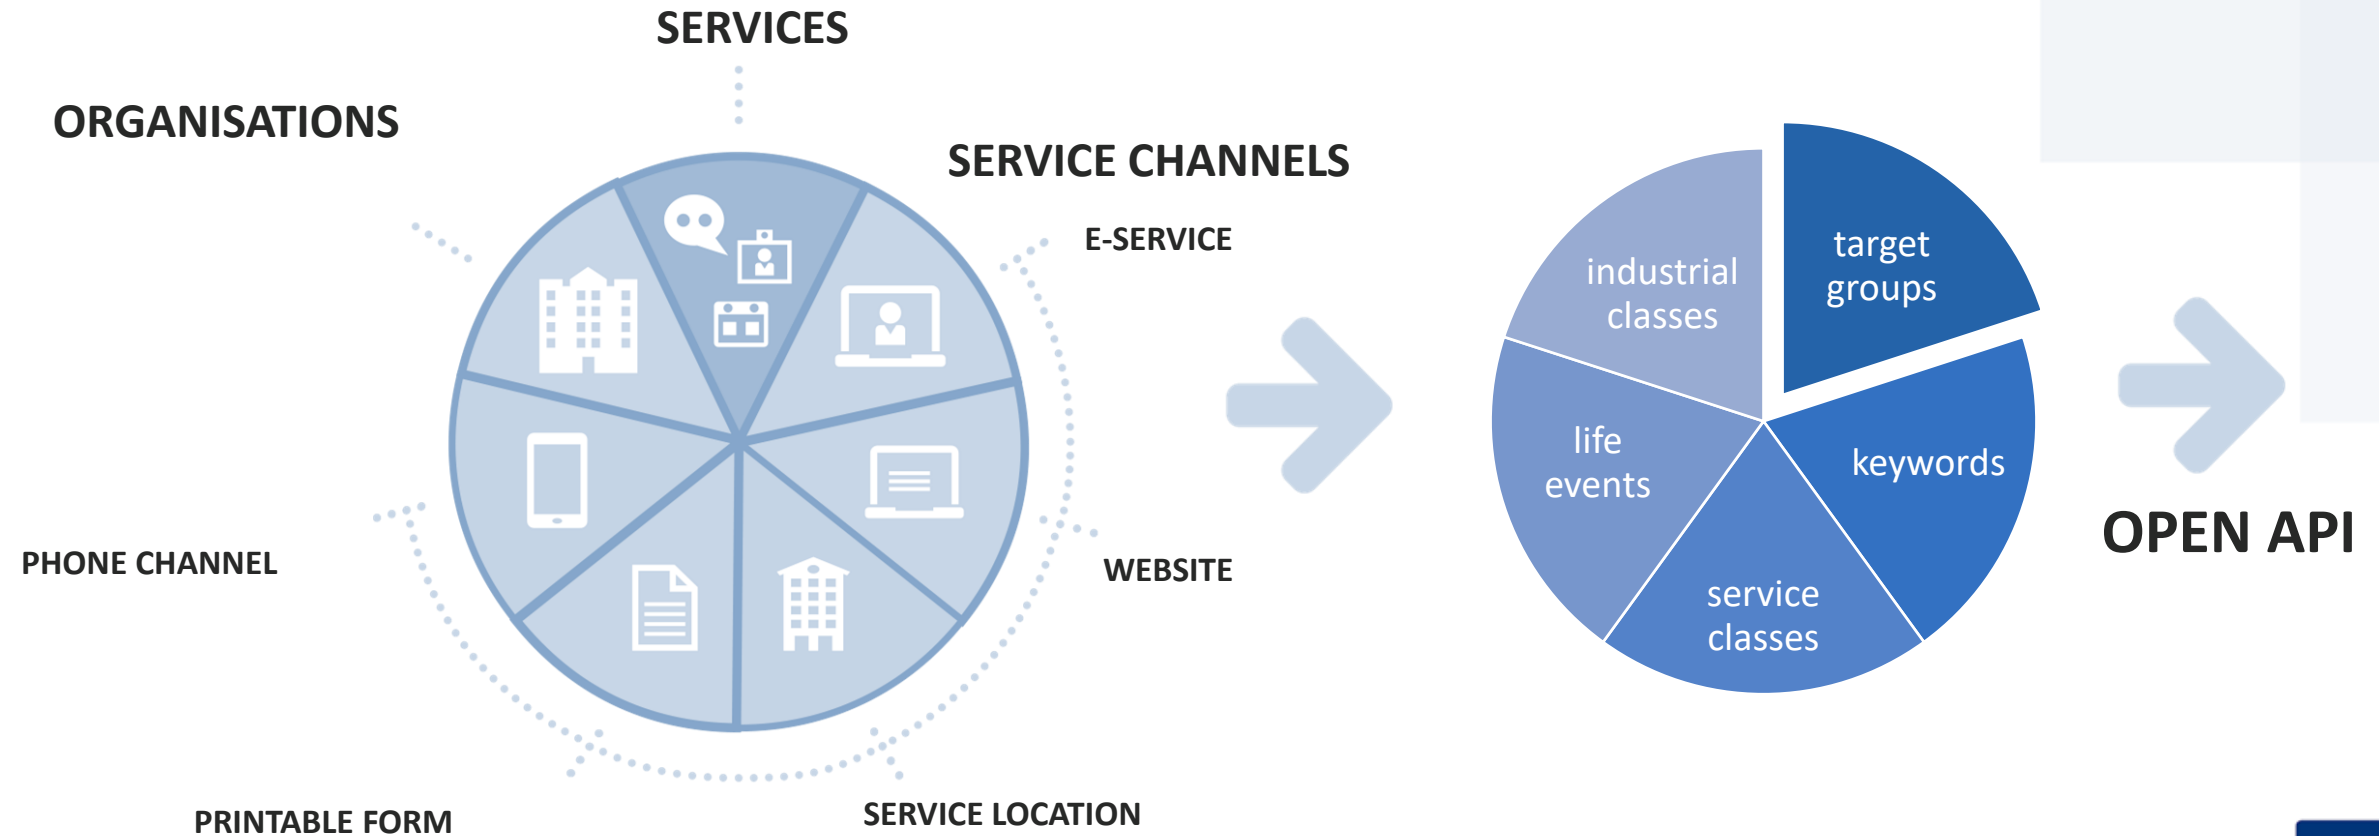 SERVICES
ORGANISATIONS
SERVICE CHANNELS
E-SERVICE
WEBSITE
SERVICE LOCATION
PRINTABLE FORM
PHONE CHANNEL
target
groups
keywords
service
classes
life
events
industrial
classes
OPEN API